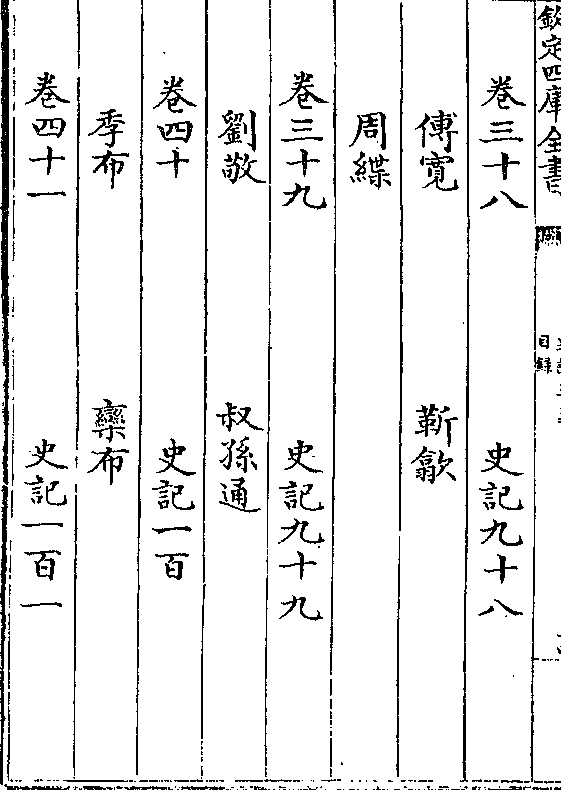 欽定四庫全書
目録
卷三十八 史記九十八
傅寛 靳歙
周緤
卷三十九 史記九十九
劉敬 叔孫通
卷四十 史記一百
季布 欒布
卷四十一 史記一百一